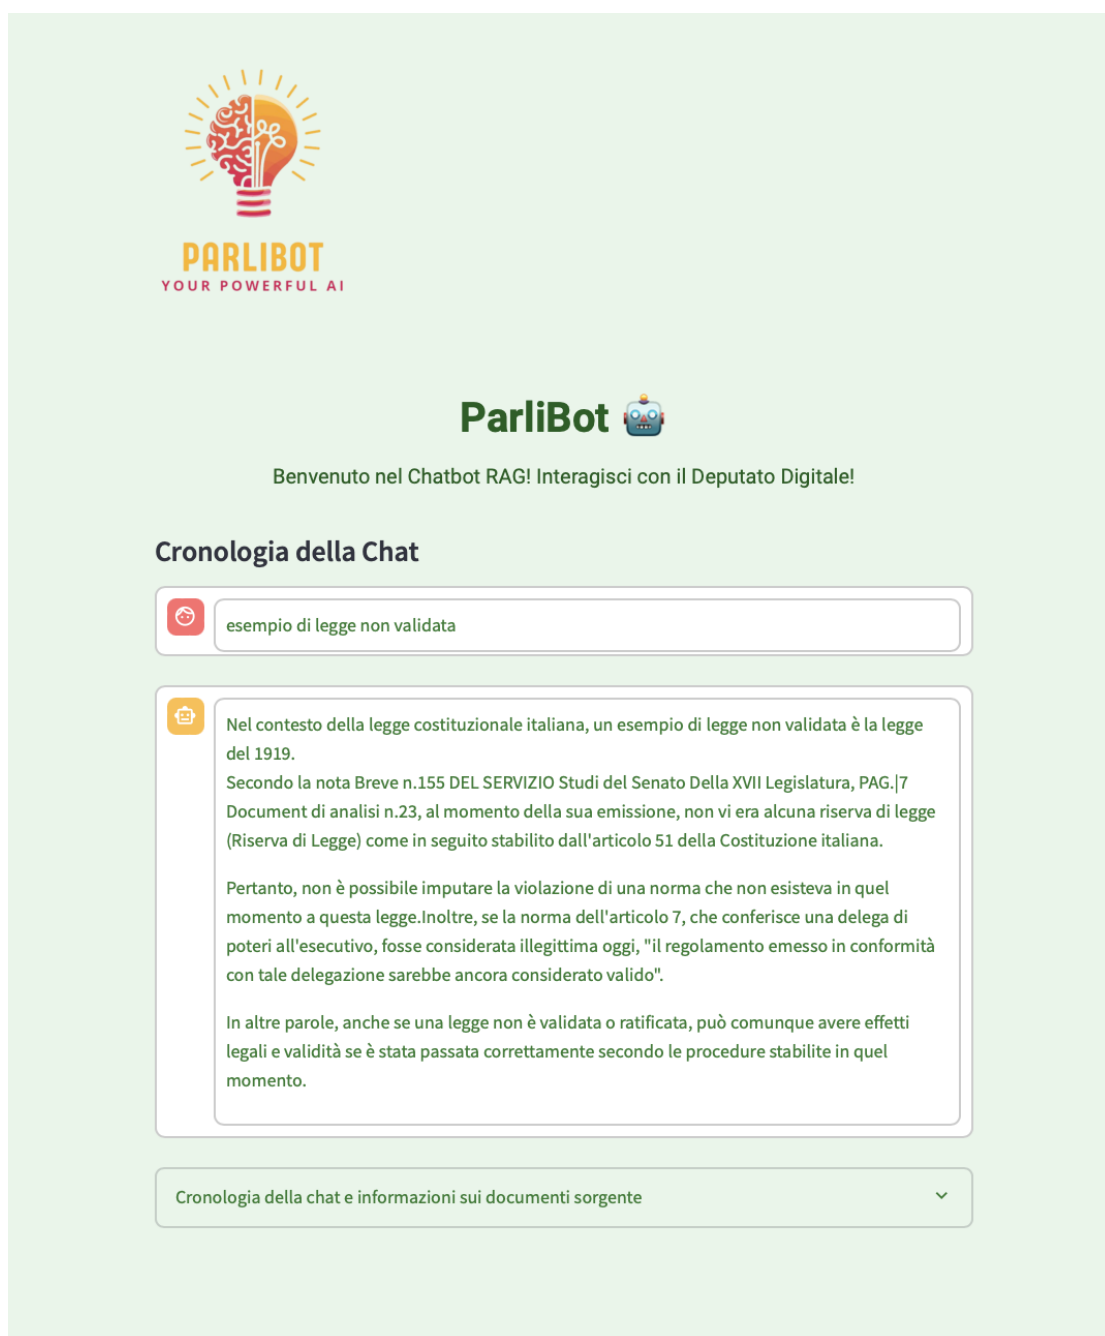 PARLIBOT
YOUR POWERFUL AI
ParliBot
Benvenuto nel Chatbot RAG! Interagisci con il Deputato Digitale!
Cronologia della Chat
esempio di legge non validata
Nel contesto della legge costituzionale italiana, un esempio di legge non validata è la legge
del 1919.
Secondo la nota Breve n.155 DEL SERVIZIO Studi del Senato Della XVII Legislatura, PAG.|7
Document di analisi n.23, al momento della sua emissione, non vi era alcuna riserva di legge
(Riserva di Legge) come in seguito stabilito dall'articolo 51 della Costituzione italiana.
Pertanto, non è possibile imputare la violazione di una norma che non esisteva in quel
momento a questa legge.Inoltre, se la norma dell'articolo 7, che conferisce una delega di
poteri all'esecutivo, fosse considerata illegittima oggi, "il regolamento emesso in conformità
con tale delegazione sarebbe ancora considerato valido".
In altre parole, anche se una legge non è validata o ratificata, può comunque avere effetti
legali e validità se è stata passata correttamente secondo le procedure stabilite in quel
momento.
Cronologia della chat e informazioni sui documenti sorgente